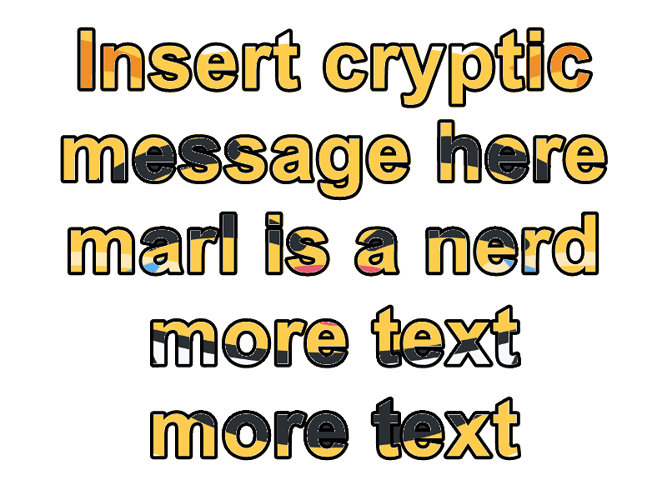 Insert cryptic
message here
marl is a nerd
more text
more text